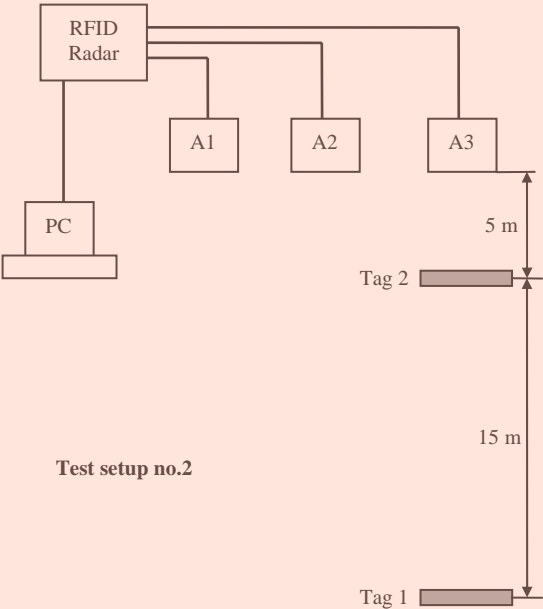 RFID
Radar
A1
A2
A3
PC
5 m
Tag 2
15 m
Test setup no.2
Tag 1